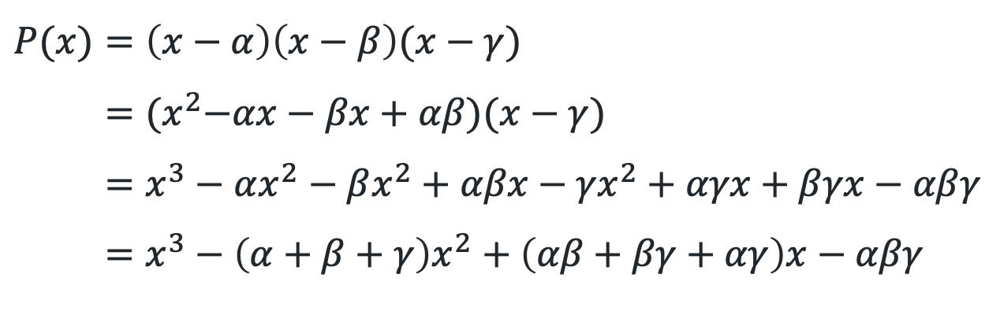 P(x) = (x − α)(x − β)(x − γ)
= (x²−αx − βx + αβ)(x − γ)
= x³ − αx² − βx² + αβx − γx² + αγx + βγx − αβγ
= x³ − (α + β + γ)x² + (αβ + βγ + αγ)x − αβγ